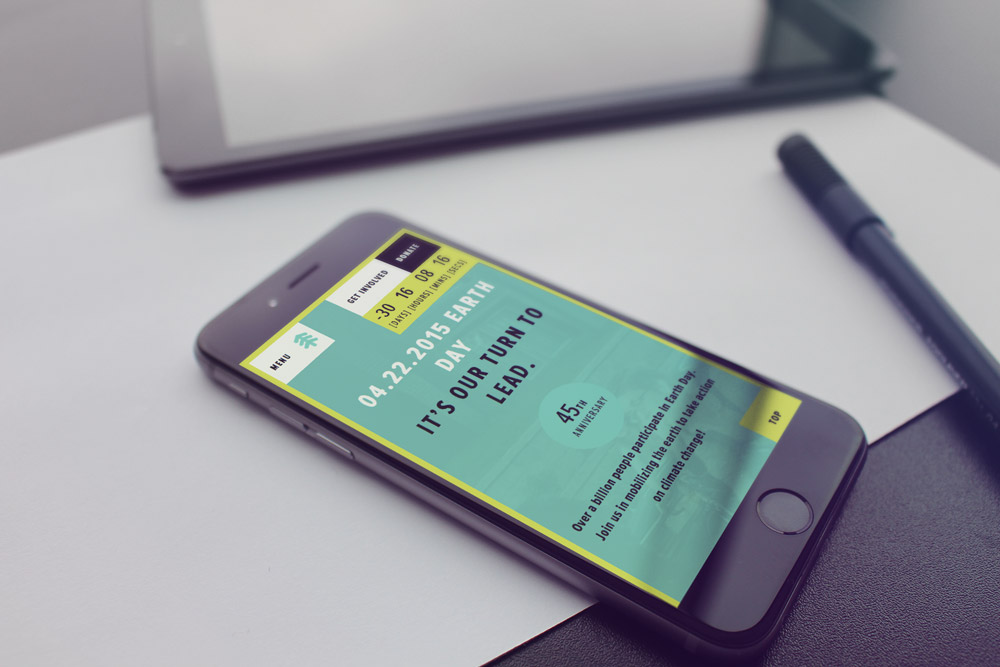 MENU
GET INVOLVED
DONATE
-30 16 08 16
[DAYS] [HOURS] [MINS] [SECS]
04.22.2015 EARTH
DAY
IT'S OUR TURN TO
LEAD.
45TH
ANNIVERSARY
Over a billion people participate in Earth Day.
Join us in mobilizing the earth to take action
on climate change!
TOP